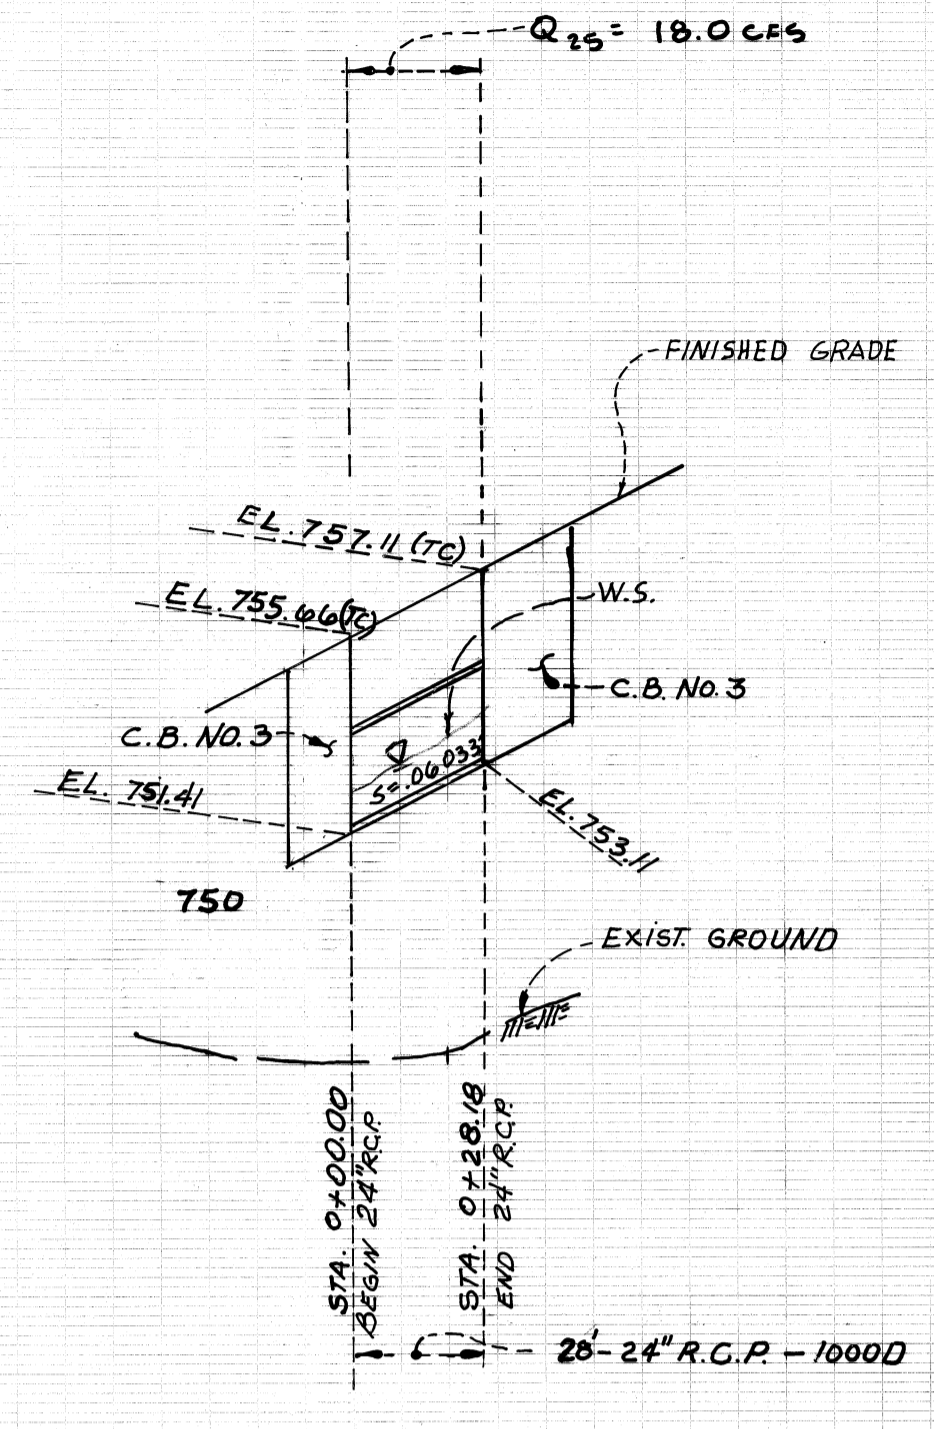 Q25 = 18.0 CFS
FINISHED GRADE
EL. 757.11 (TC)
EL. 755.66 (TC)
W.S.
C.B. NO. 3
C.B. NO. 3
S=.06033
EL. 751.41
EL. 753.11
750
EXIST. GROUND
STA. 0+00.00
BEGIN 24" R.C.P.
STA. 0+28.18
END 24" R.C.P.
28'-24" R.C.P. - 1000D